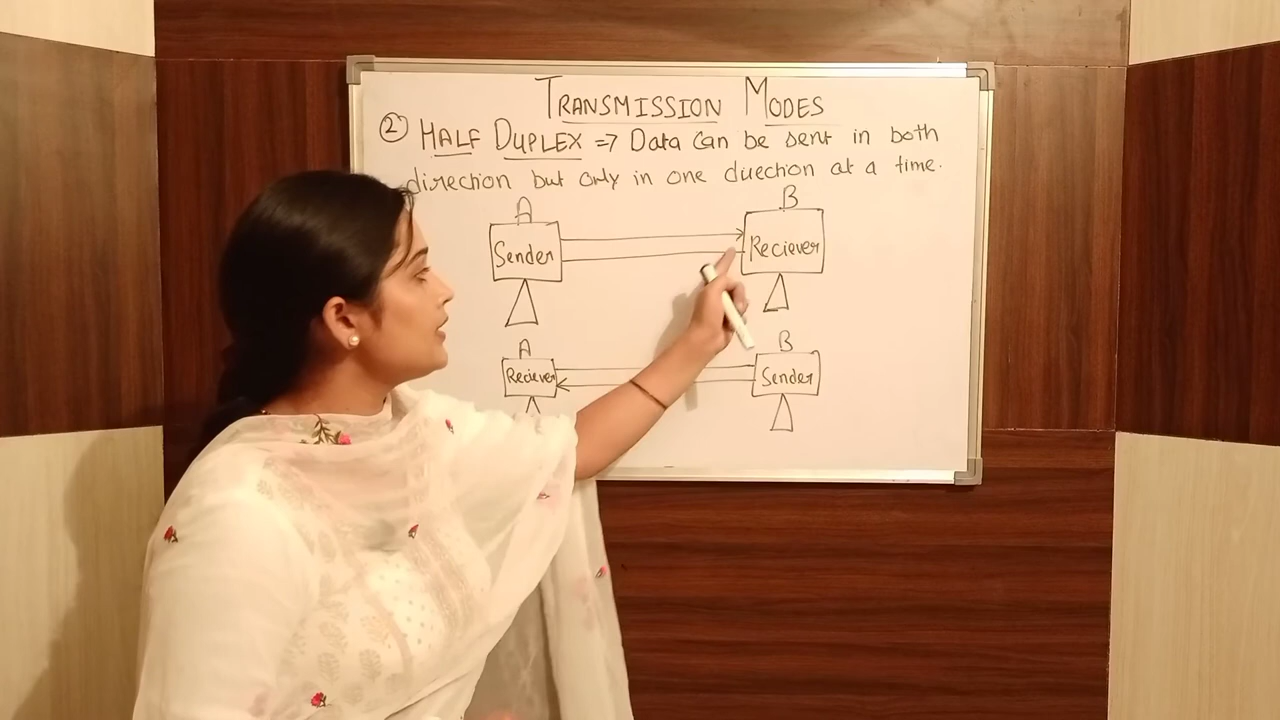 TRANSMISSION MODES
② HALF DUPLEX => Data can be sent in both
direction but only in one duection at a time.
A B
Sender Reciever
A B
Reciever Sender